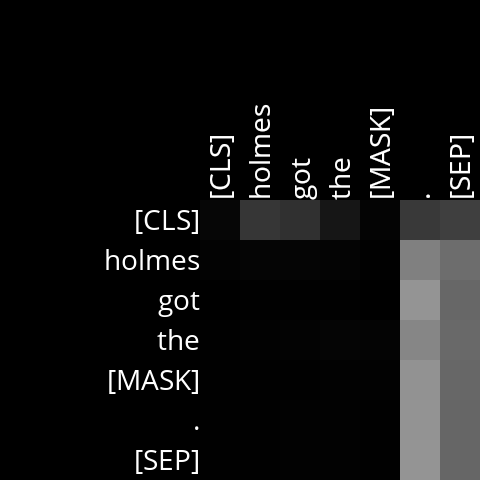 [CLS]
holmes
got
the
[MASK]
.
[SEP]
[CLS]
holmes
got
the
[MASK]
.
[SEP]